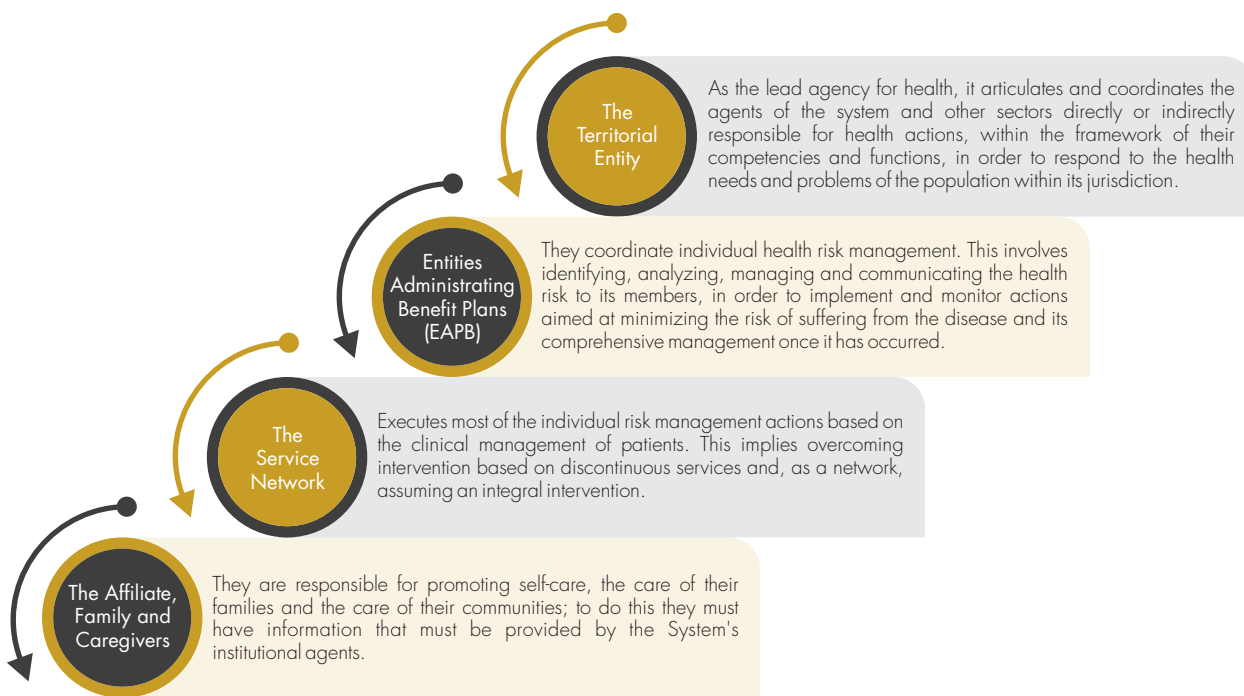 The
Territorial
Entity
As the lead agency for health, it articulates and coordinates the
agents of the system and other sectors directly or indirectly
responsible for health actions, within the framework of their
competencies and functions, in order to respond to the health
needs and problems of the population within its jurisdiction.
Entities
Administrating
Benefit Plans
(EAPB)
They coordinate individual health risk management. This involves
identifying, analyzing, managing and communicating the health
risk to its members, in order to implement and monitor actions
aimed at minimizing the risk of suffering from the disease and its
comprehensive management once it has occurred.
The
Service
Network
Executes most of the individual risk management actions based on
the clinical management of patients. This implies overcoming
intervention based on discontinuous services and, as a network,
assuming an integral intervention.
The Affiliate,
Family and
Caregivers
They are responsible for promoting self-care, the care of their
families and the care of their communities; to do this they must
have information that must be provided by the System's
institutional agents.